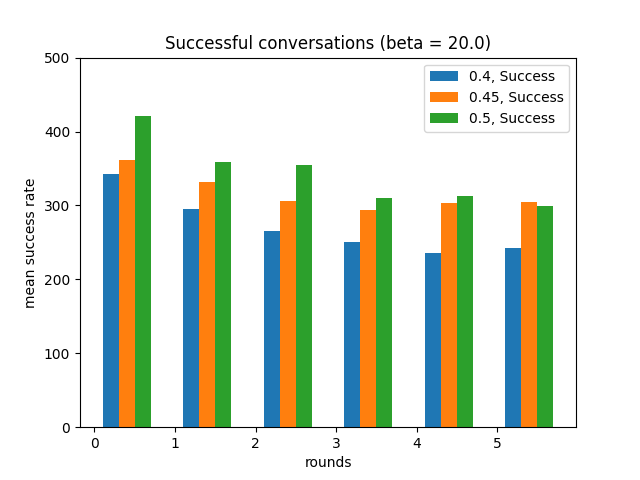 Successful conversations (beta = 20.0)
500
400
300
200
100
0
mean success rate
0.4, Success
0.45, Success
0.5, Success
0 1 2 3 4 5
rounds